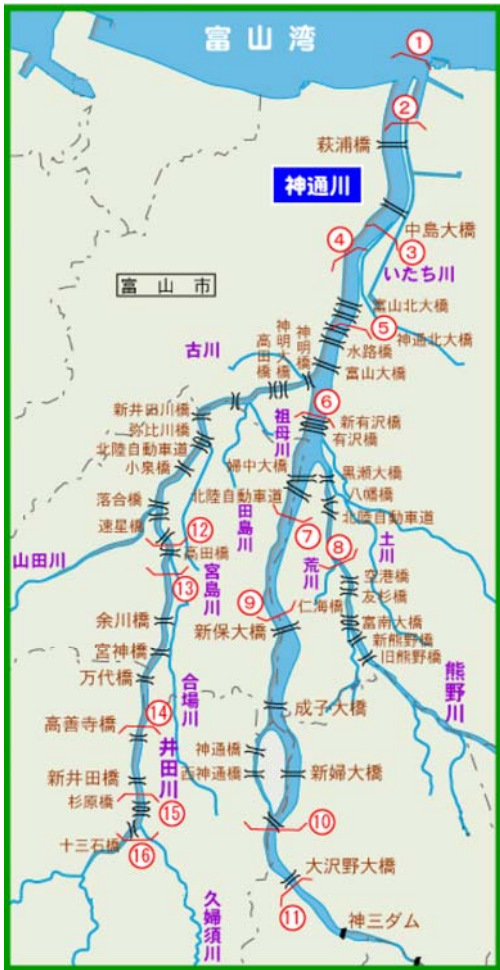 富山湾
①
②
萩浦橋
神通川
中島大橋
④
③
いたち川
富山市
富山北大橋
⑤
神通北大橋
古川
高田橋
神明大橋
神明橋
水路橋
富山大橋
⑥
新井田川橋
祖母川
新有沢橋
有沢橋
弥比川橋
北陸自動車道
小泉橋
婦中大橋
黒瀬大橋
八幡橋
北陸自動車道
北陸自動車道
落合橋
速星橋
田島川
⑫
⑦
⑧
土川
山田川
高田橋
⑬
宮島川
荒川
空港橋
友杉橋
⑨
仁海橋
富南大橋
余川橋
新保大橋
新熊野橋
旧熊野橋
宮神橋
万代橋
熊野川
合場川
成子大橋
⑭
高善寺橋
井田川
神通橋
西神通橋
新婦大橋
新井田橋
杉原橋
⑮
⑩
十三石橋
⑯
大沢野大橋
⑪
久婦須川
神三ダム